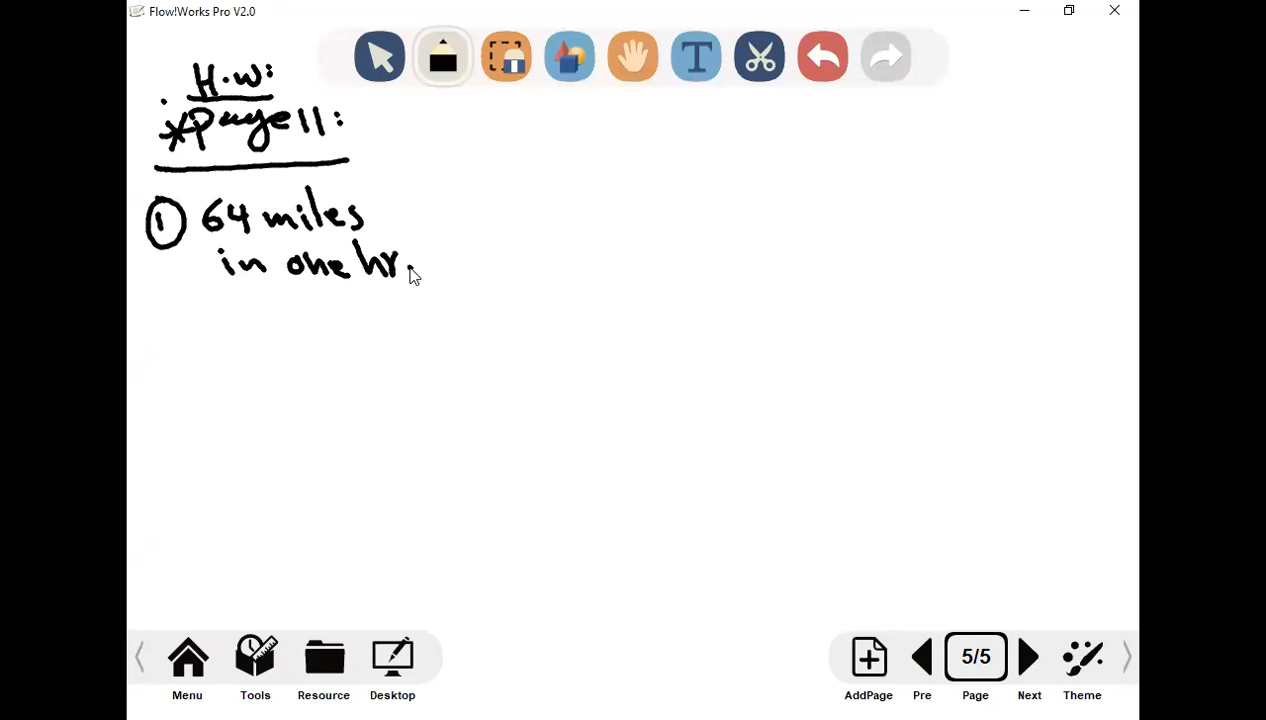 Flow!Works Pro V2.0
T
H.W:
*Page 11:
① 64 miles
in one hr.
Menu
Tools
Resource
Desktop
AddPage
Pre
5/5
Page
Next
Theme